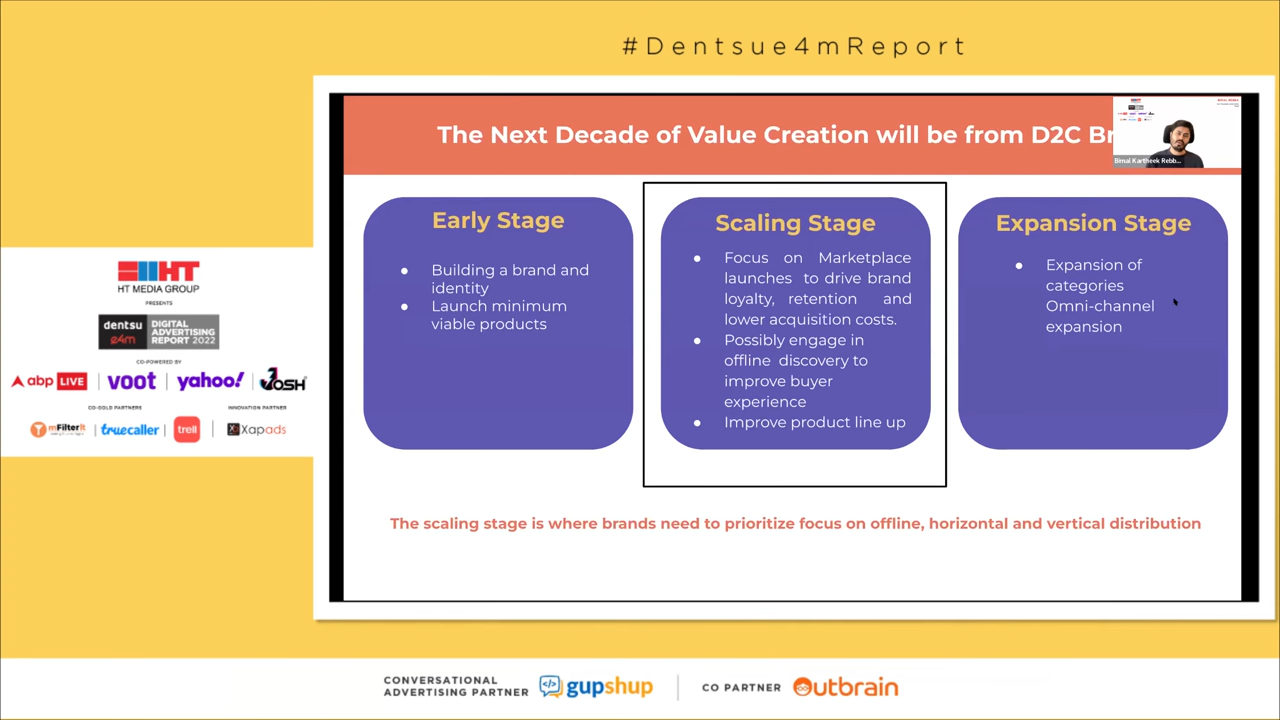 #Dentsue4mReport
The Next Decade of Value Creation will be from D2C Br
Bimal Kartheek Rebb...
Early Stage
Building a brand and
identity
Launch minimum
viable products
Scaling Stage
Focus on Marketplace
launches to drive brand
loyalty, retention and
lower acquisition costs.
Possibly engage in
offline discovery to
improve buyer
experience
Improve product line up
Expansion Stage
Expansion of
categories
Omni-channel
expansion
The scaling stage is where brands need to prioritize focus on offline, horizontal and vertical distribution
HT
HT MEDIA GROUP
PRESENTS
dentsu e4m
DIGITAL
ADVERTISING
REPORT 2022
CO-POWERED BY
abp LIVE voot yahoo! JOSH
CO-GOLD PARTNERS INNOVATION PARTNER
mFilterIt truecaller trell Xapads
CONVERSATIONAL
ADVERTISING PARTNER
gupshup
CO PARTNER
Outbrain